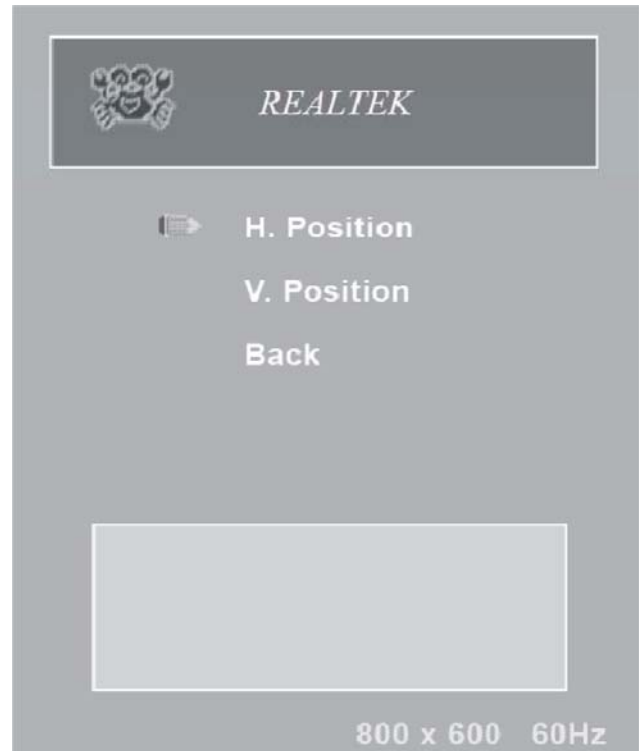 REALTEK
H. Position
V. Position
Back
800 x 600 60Hz